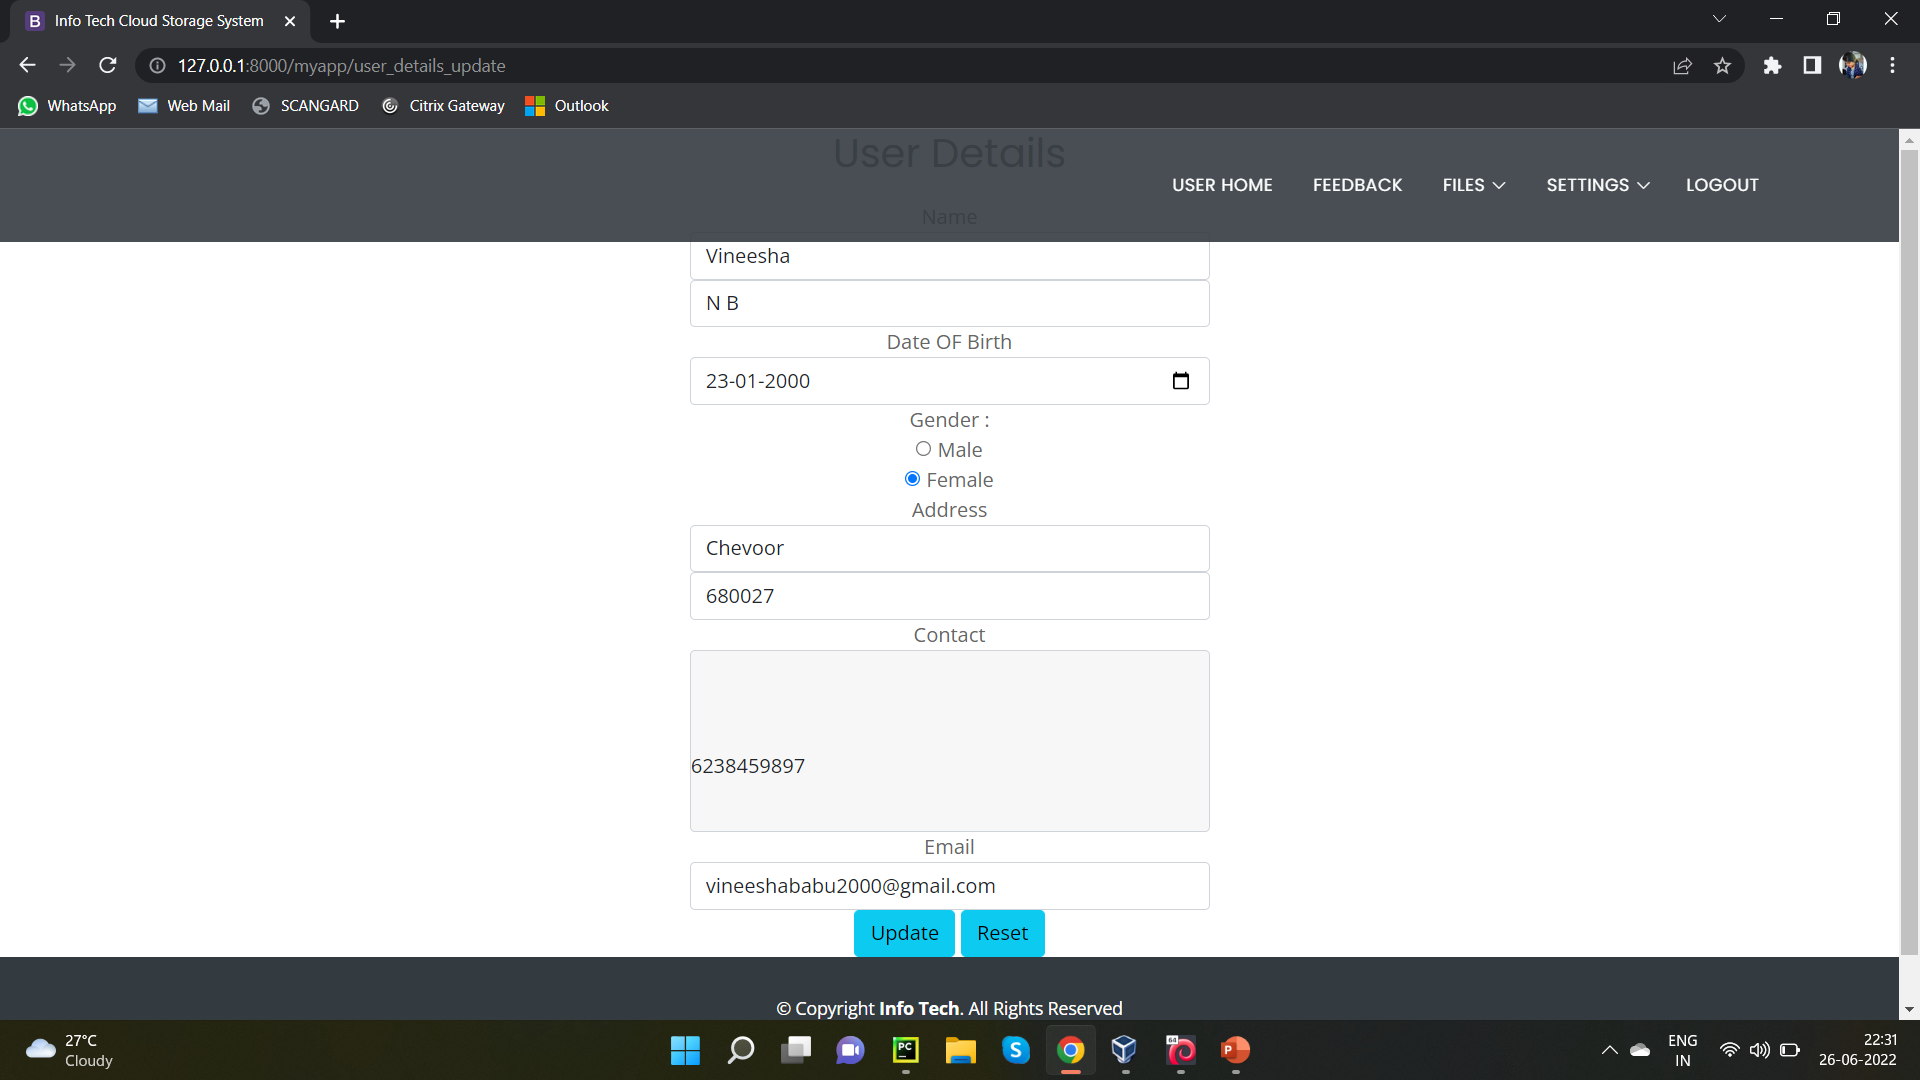 B Info Tech Cloud Storage System
127.0.0.1:8000/myapp/user_details_update
WhatsApp Web Mail SCANGARD Citrix Gateway Outlook
User Details
USER HOME FEEDBACK FILES SETTINGS LOGOUT
Name
Vineesha
N B
Date OF Birth
23-01-2000
Gender :
Male
Female
Address
Chevoor
680027
Contact
6238459897
Email
vineeshababu2000@gmail.com
Update Reset
© Copyright Info Tech. All Rights Reserved
27°C
Cloudy
PC
S
64
P
ENG
IN
22:31
26-06-2022